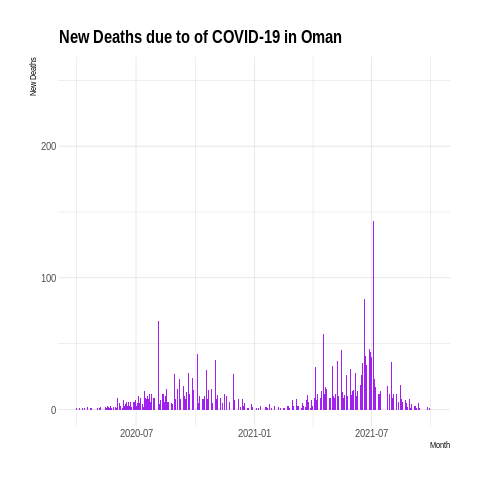 New Deaths due to of COVID-19 in Oman
New Deaths
200
100
0
2020-07
2021-01
2021-07
Month